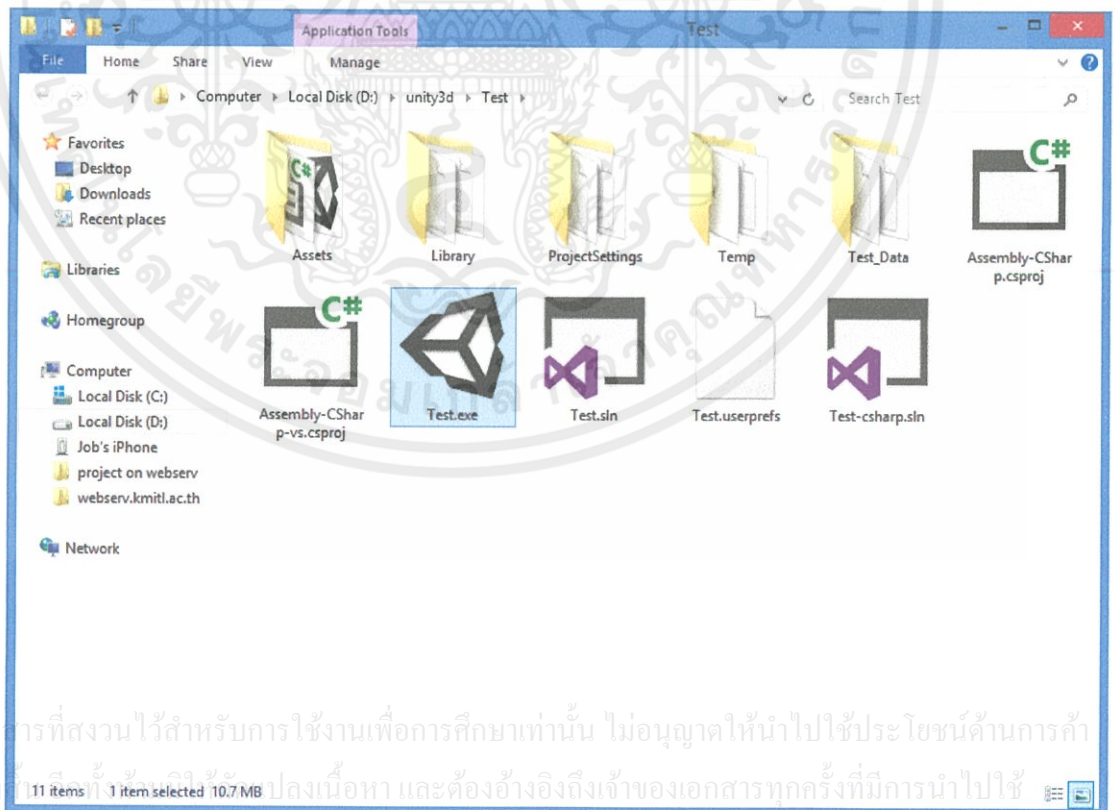 Application Tools
Test
File
Home
Share
View
Manage
Computer
Local Disk (D:)
unity3d
Test
Search Test
Favorites
Desktop
Downloads
Recent places
Libraries
Homegroup
Computer
Local Disk (C:)
Local Disk (D:)
Job's iPhone
project on webserv
webserv.kmitl.ac.th
Network
Assets
Library
ProjectSettings
Temp
Test_Data
C#
Assembly-CShar
p.csproj
C#
Assembly-CShar
p-vs.csproj
Test.exe
Test.sln
Test.userprefs
Test-csharp.sln
สารที่สงวนไว้สำหรับการใช้งานเพื่อการศึกษาเท่านั้น ไม่อนุญาตให้นำไปใช้ประโยชน์ด้านการค้า
และต้องอ้างอิงถึงเจ้าของเอกสารทุกครั้งที่มีการนำไปใช้
11 items 1 item selected 10.7 MB